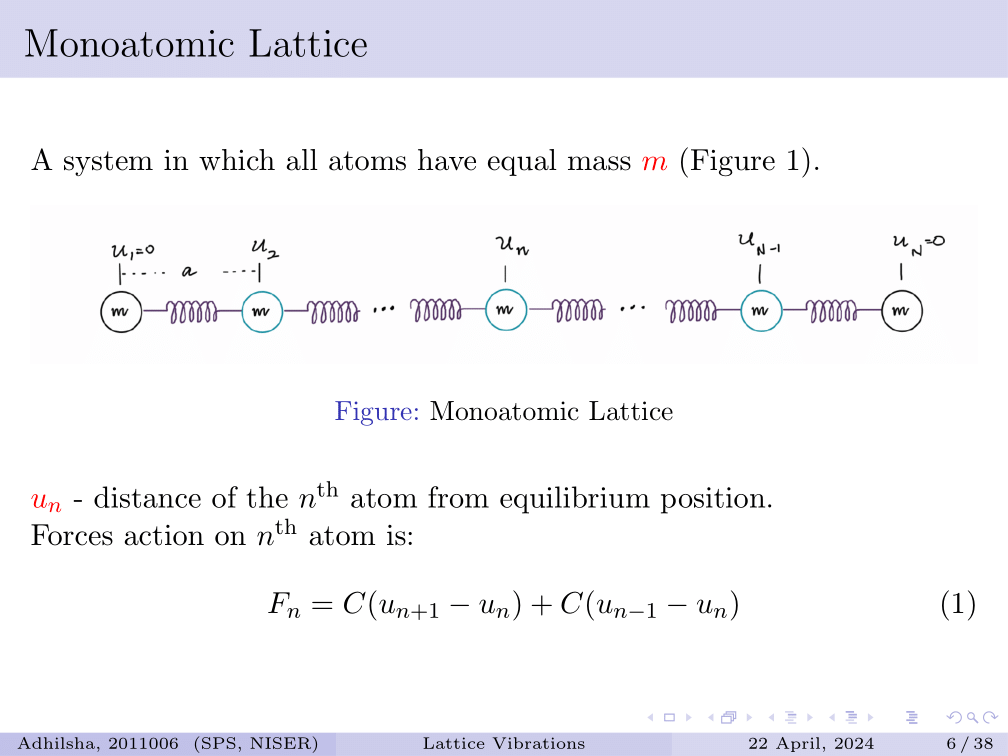 Monoatomic Lattice
A system in which all atoms have equal mass m (Figure 1).
u₁=0 u₂ uₙ u_N-1 u_N=0
a
m m ... m ... m m
Figure: Monoatomic Lattice
uₙ - distance of the nᵗʰ atom from equilibrium position.
Forces action on nᵗʰ atom is:
Fₙ = C(uₙ₊₁ − uₙ) + C(uₙ₋₁ − uₙ) (1)
Adhilsha, 2011006 (SPS, NISER) Lattice Vibrations 22 April, 2024 6 / 38